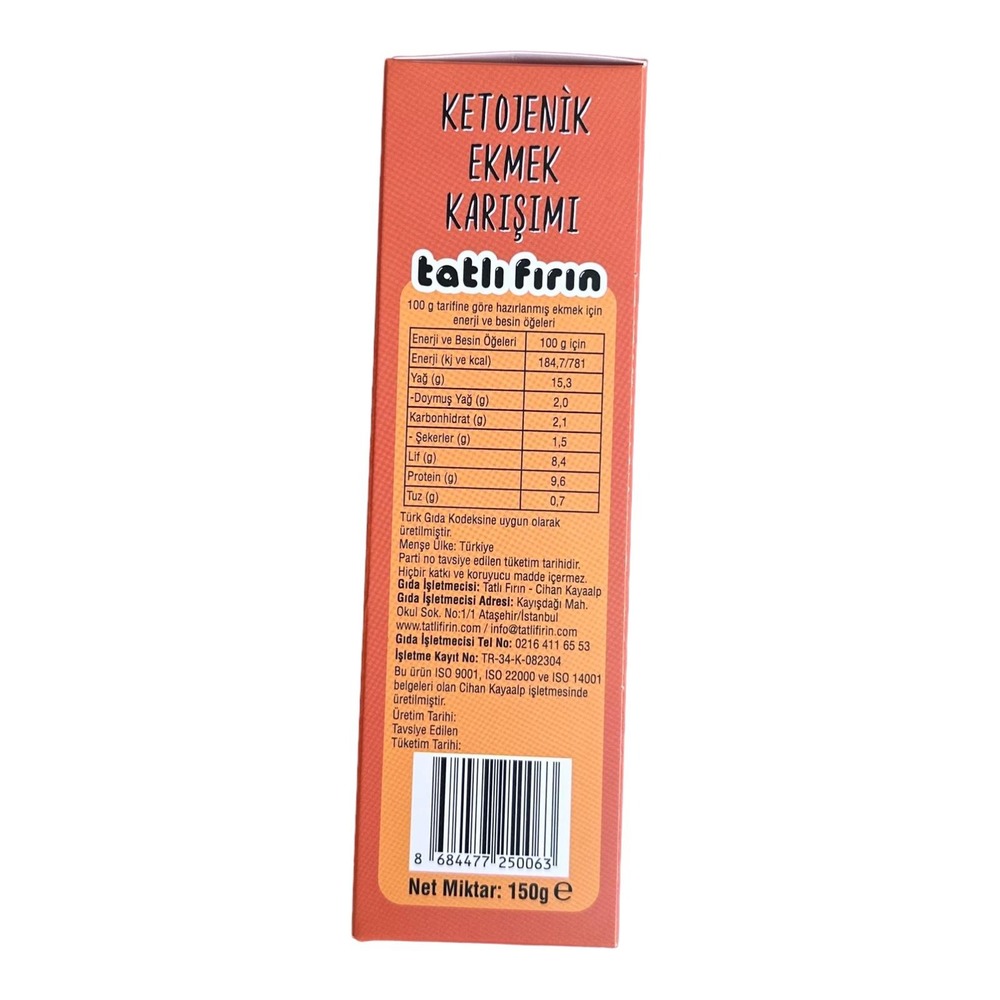 KETOJENİK
EKMEK
KARIŞIMI
tatlı fırın
100 g tarifine göre hazırlanmış ekmek için
enerji ve besin öğeleri
Enerji ve Besin Öğeleri 100 g için
Enerji (kj ve kcal) 184,7/781
Yağ (g) 15,3
-Doymuş Yağ (g) 2,0
Karbonhidrat (g) 2,1
- Şekerler (g) 1,5
Lif (g) 8,4
Protein (g) 9,6
Tuz (g) 0,7
Türk Gıda Kodeksine uygun olarak
üretilmiştir.
Menşe Ülke: Türkiye
Parti no tavsiye edilen tüketim tarihidir.
Hiçbir katkı ve koruyucu madde içermez.
Gıda İşletmecisi: Tatlı Fırın - Cihan Kayaalp
Gıda İşletmecisi Adresi: Kayışdağı Mah.
Okul Sok. No:1/1 Ataşehir/İstanbul
www.tatlifirin.com / info@tatlifirin.com
Gıda İşletmecisi Tel No: 0216 411 65 53
İşletme Kayıt No: TR-34-K-082304
Bu ürün ISO 9001, ISO 22000 ve ISO 14001
belgeleri olan Cihan Kayaalp işletmesinde
üretilmiştir.
Üretim Tarihi:
Tavsiye Edilen
Tüketim Tarihi:
8 684477 250063
Net Miktar: 150g e